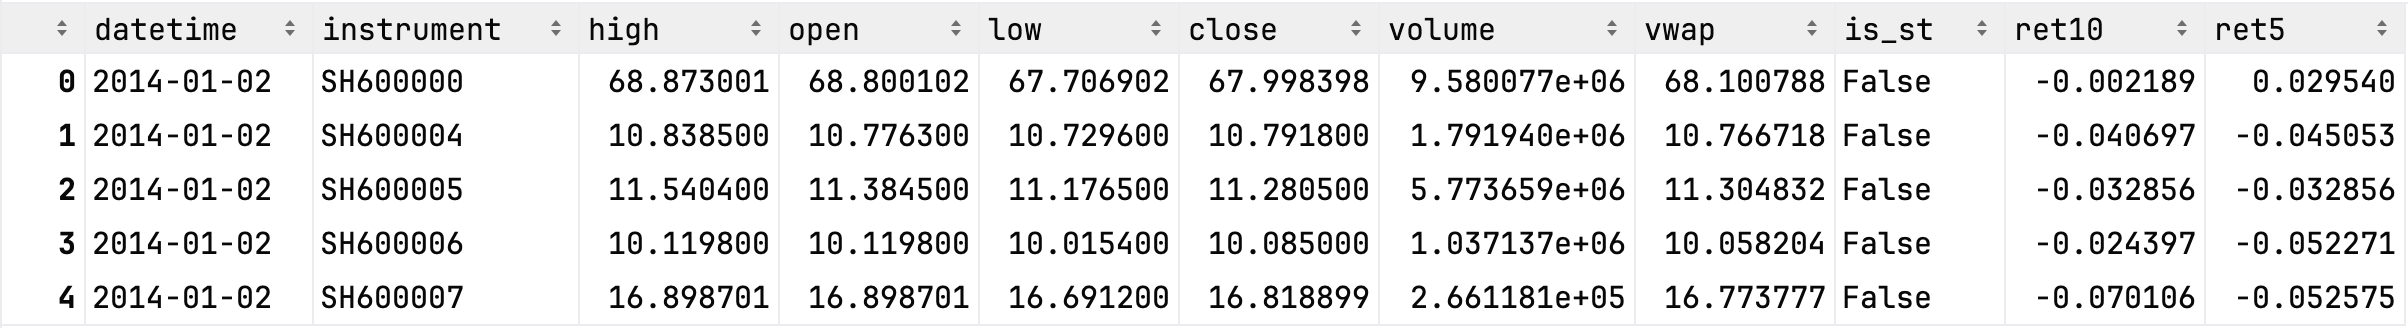 datetime instrument high open low close volume vwap is_st ret10 ret5
0 2014-01-02 SH600000 68.873001 68.800102 67.706902 67.998398 9.580077e+06 68.100788 False -0.002189 0.029540
1 2014-01-02 SH600004 10.838500 10.776300 10.729600 10.791800 1.791940e+06 10.766718 False -0.040697 -0.045053
2 2014-01-02 SH600005 11.540400 11.384500 11.176500 11.280500 5.773659e+06 11.304832 False -0.032856 -0.032856
3 2014-01-02 SH600006 10.119800 10.119800 10.015400 10.085000 1.037137e+06 10.058204 False -0.024397 -0.052271
4 2014-01-02 SH600007 16.898701 16.898701 16.691200 16.818899 2.661181e+05 16.773777 False -0.070106 -0.052575